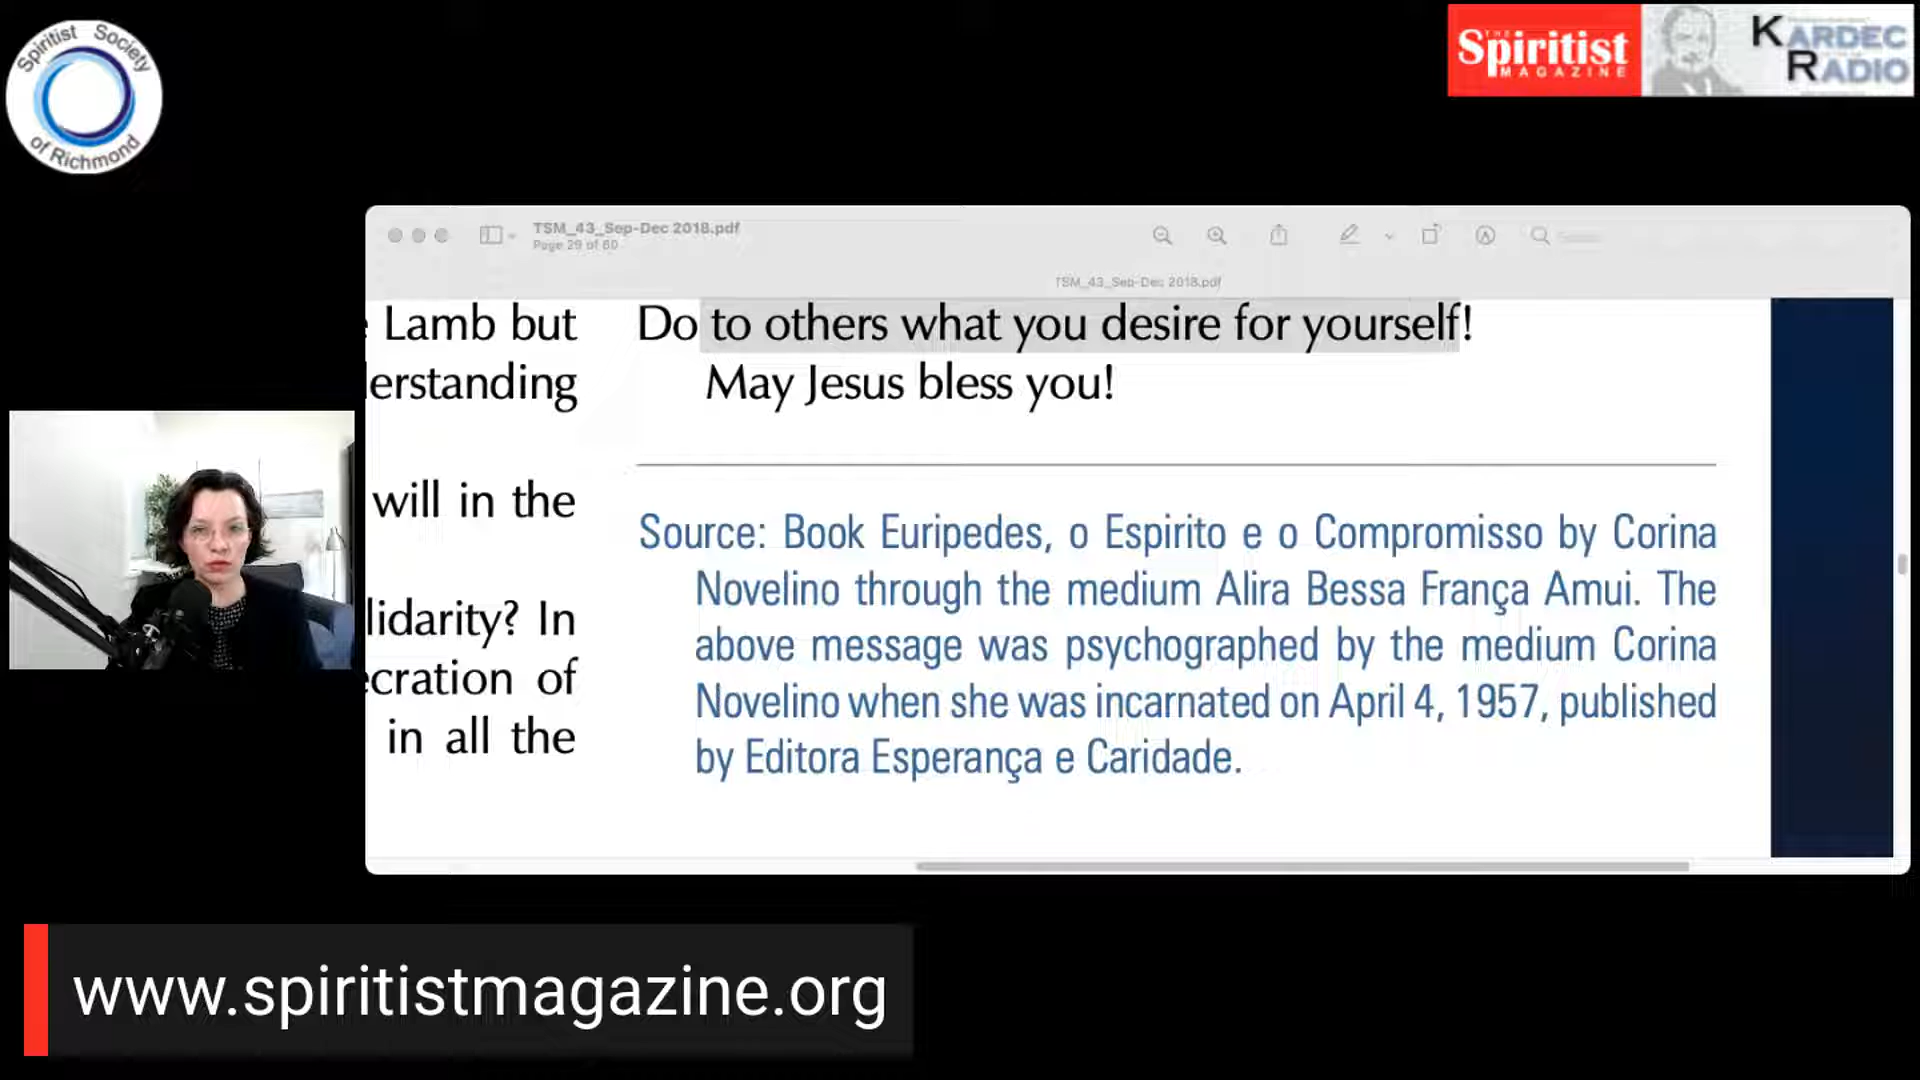 Spiritist Society
of Richmond
THE
Spiritist
MAGAZINE
KARDEC
RADIO
TSM_43_Sep-Dec 2018.pdf
Page 29 of 60
TSM_43_Sep-Dec 2018.pdf
Lamb but
erstanding
will in the
lidarity? In
ecration of
in all the
Do to others what you desire for yourself!
May Jesus bless you!
Source: Book Euripedes, o Espirito e o Compromisso by Corina
Novelino through the medium Alira Bessa França Amui. The
above message was psychographed by the medium Corina
Novelino when she was incarnated on April 4, 1957, published
by Editora Esperança e Caridade.
www.spiritistmagazine.org